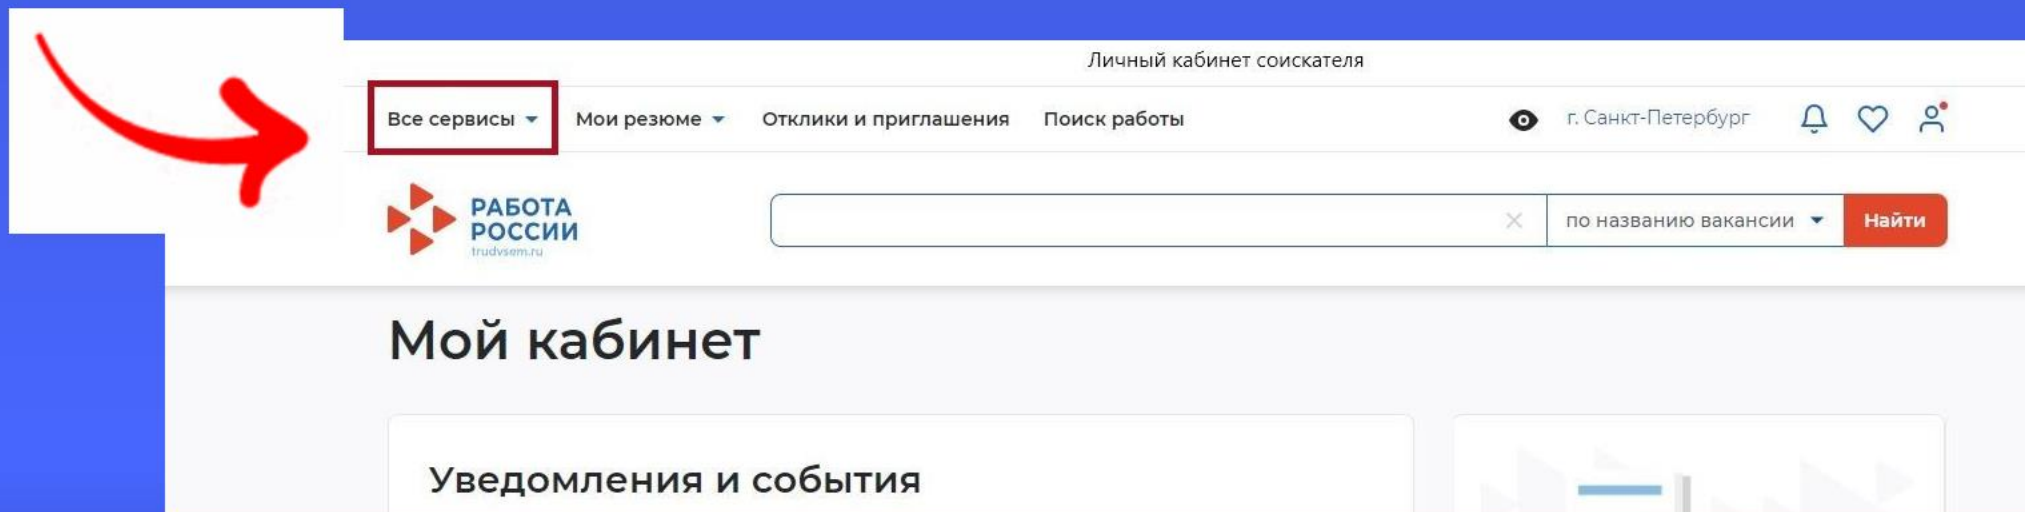 Личный кабинет соискателя
Все сервисы Мои резюме Отклики и приглашения Поиск работы г. Санкт-Петербург
РАБОТА
РОССИИ
trudvsem.ru
по названию вакансии Найти
Мой кабинет
Уведомления и события